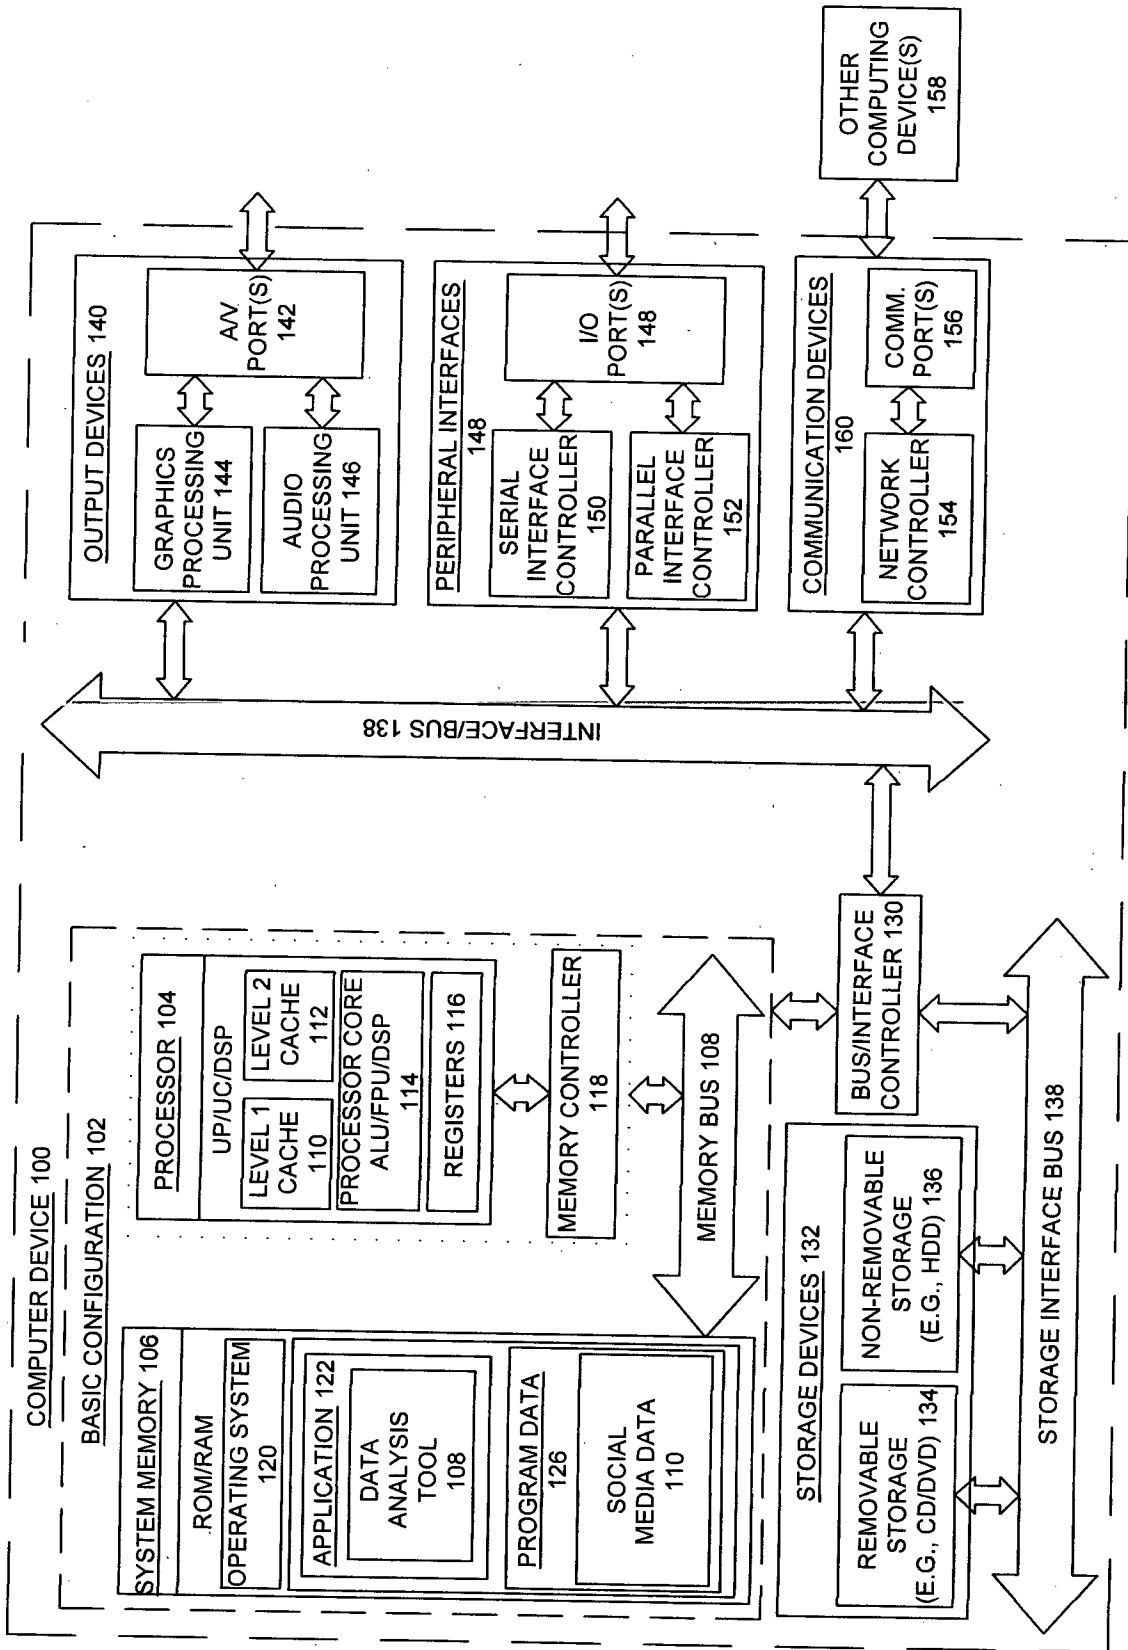 COMPUTER DEVICE 100
BASIC CONFIGURATION 102
SYSTEM MEMORY 106
ROM/RAM
OPERATING SYSTEM
120
APPLICATION 122
DATA
ANALYSIS
TOOL
108
PROGRAM DATA
126
SOCIAL
MEDIA DATA
110
PROCESSOR 104
UP/UC/DSP
LEVEL 1
CACHE
110
LEVEL 2
CACHE
112
PROCESSOR CORE
ALU/FPU/DSP
114
REGISTERS 116
MEMORY CONTROLLER
118
MEMORY BUS 108
STORAGE DEVICES 132
REMOVABLE
STORAGE
(E.G., CD/DVD) 134
NON-REMOVABLE
STORAGE
(E.G., HDD) 136
BUS/INTERFACE
CONTROLLER 130
STORAGE INTERFACE BUS 138
INTERFACE/BUS 138
OUTPUT DEVICES 140
GRAPHICS
PROCESSING
UNIT 144
AUDIO
PROCESSING
UNIT 146
A/V
PORT(S)
142
PERIPHERAL INTERFACES
148
SERIAL
INTERFACE
CONTROLLER
150
PARALLEL
INTERFACE
CONTROLLER
152
I/O
PORT(S)
148
COMMUNICATION DEVICES
160
NETWORK
CONTROLLER
154
COMM.
PORT(S)
156
OTHER
COMPUTING
DEVICE(S)
158